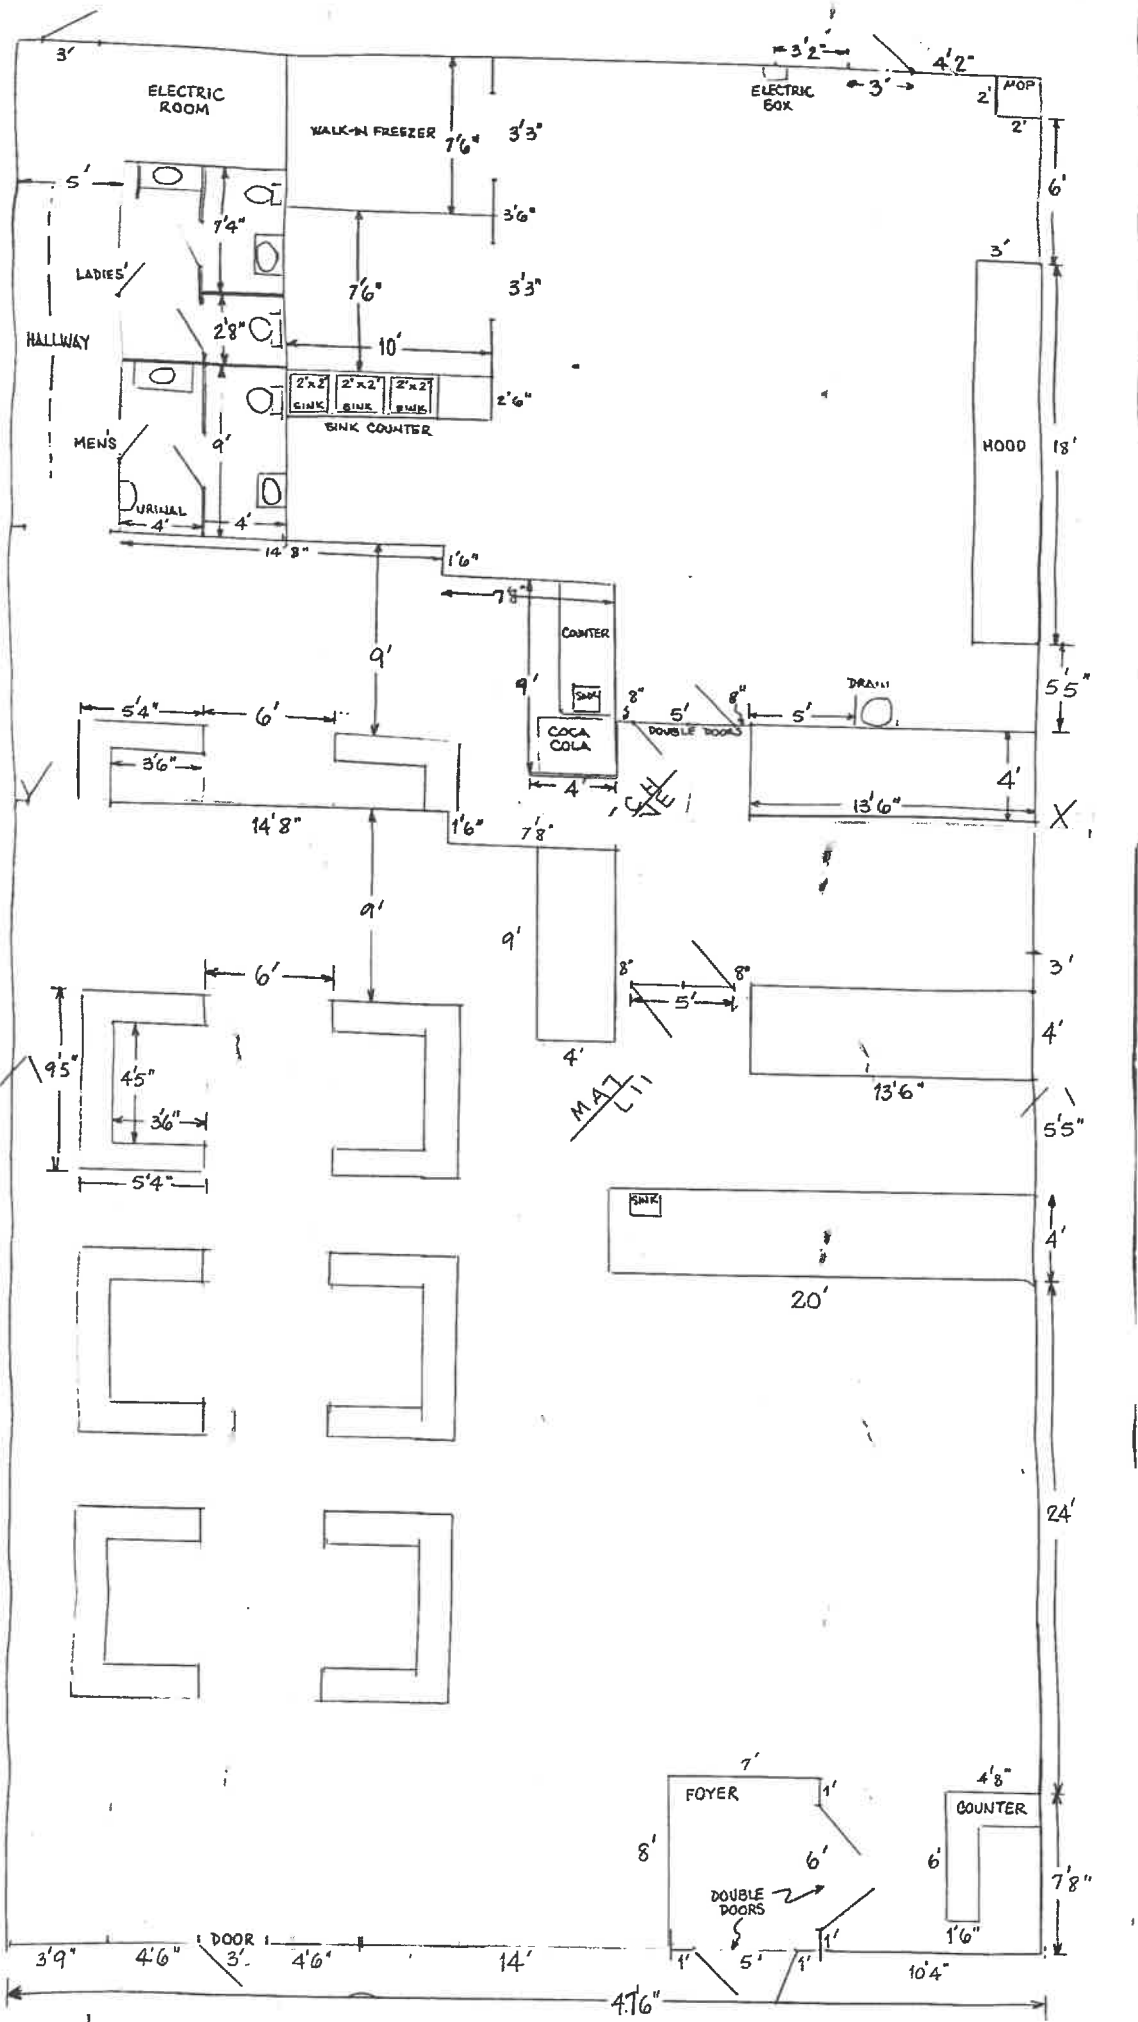 3'
ELECTRIC
ROOM
WALK-IN FREEZER
7'6"
3'3"
3'2"
ELECTRIC
BOX
3'
4'2"
MOP
2'
2'
5'
7'4"
3'6"
6'
LADIES'
7'6"
3'3"
3'
HALLWAY
2'8"
10'
2'x2'
SINK
2'x2'
SINK
2'x2'
SINK
2'6"
SINK COUNTER
MEN'S
9'
HOOD
18'
URINAL
4'
4'
14'8"
1'6"
7'8"
COUNTER
9'
9'
SINK
5'5"
5'4"
6'
8"
5'
8"
5'
DRAIN
COCA
COLA
DOUBLE DOORS
3'6"
4'
4'
13'6"
X
14'8"
1'6"
7'8"
9'
9'
6'
8"
8"
3'
5'
4'
9'5"
4'5"
3'6"
4'
13'6"
5'5"
5'4"
SINK
4'
20'
24'
7'
FOYER
1'
4'8"
COUNTER
8'
6'
6'
7'8"
DOUBLE
DOORS
1'6"
DOOR
1'
3'9"
4'6"
3'
4'6"
14'
1'
5'
1'
10'4"
47'6"